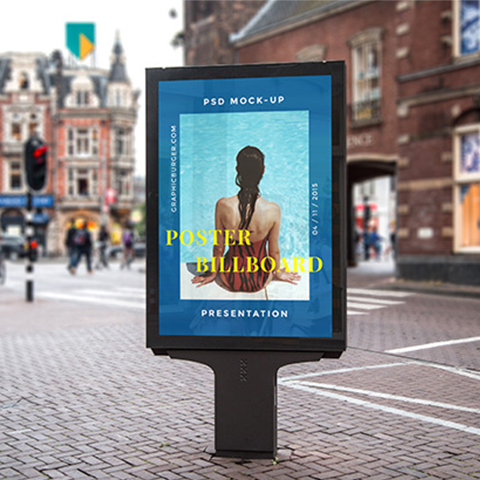 PSD MOCK-UP
GRAPHICBURGER.COM
04 / 11 / 2015
POSTER
BILLBOARD
PRESENTATION